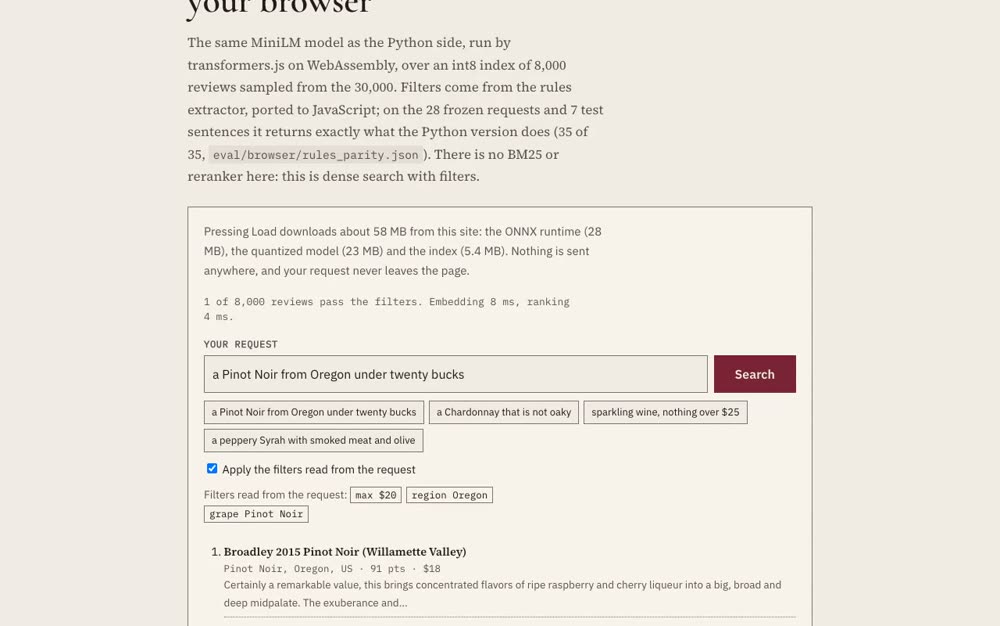 your browser
The same MiniLM model as the Python side, run by
transformers.js on WebAssembly, over an int8 index of 8,000
reviews sampled from the 30,000. Filters come from the rules
extractor, ported to JavaScript; on the 28 frozen requests and 7 test
sentences it returns exactly what the Python version does (35 of
35, eval/browser/rules_parity.json ). There is no BM25 or
reranker here: this is dense search with filters.
Pressing Load downloads about 58 MB from this site: the ONNX runtime (28
MB), the quantized model (23 MB) and the index (5.4 MB). Nothing is sent
anywhere, and your request never leaves the page.
1 of 8,000 reviews pass the filters. Embedding 8 ms, ranking
4 ms.
YOUR REQUEST
a Pinot Noir from Oregon under twenty bucks Search
a Pinot Noir from Oregon under twenty bucks a Chardonnay that is not oaky sparkling wine, nothing over $25
a peppery Syrah with smoked meat and olive
Apply the filters read from the request
Filters read from the request: max $20 region Oregon
grape Pinot Noir
1. Broadley 2015 Pinot Noir (Willamette Valley)
Pinot Noir, Oregon, US · 91 pts · $18
Certainly a remarkable value, this brings concentrated flavors of ripe raspberry and cherry liqueur into a big, broad and
deep midpalate. The exuberance and...